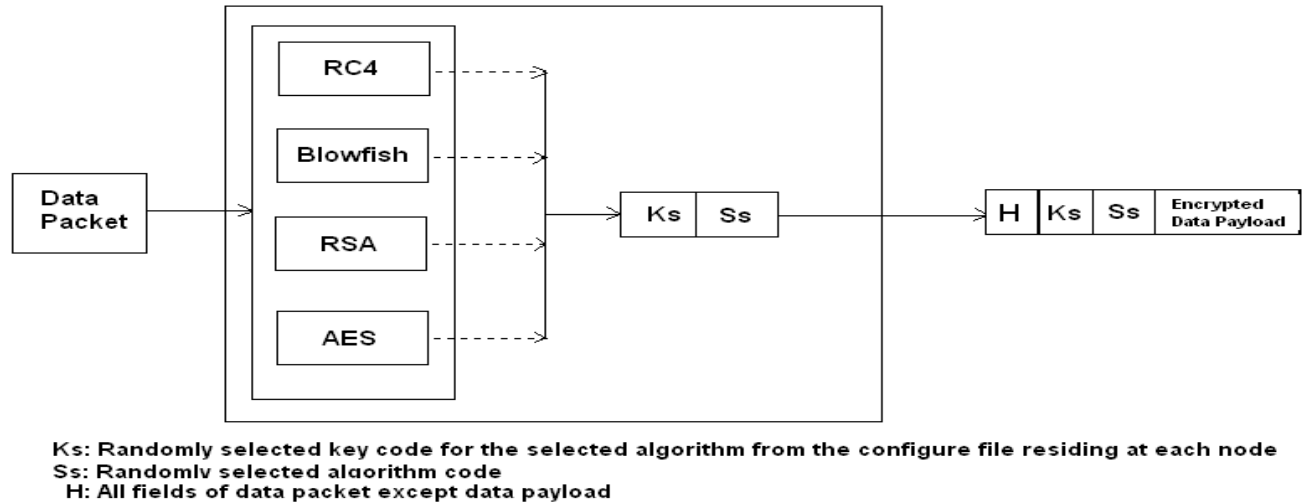 RC4
Blowfish
RSA
AES
Data
Packet
Ks Ss
H Ks Ss Encrypted
Data Payload
Ks: Randomly selected key code for the selected algorithm from the configure file residing at each node
Ss: Randomly selected algorithm code
H: All fields of data packet except data payload